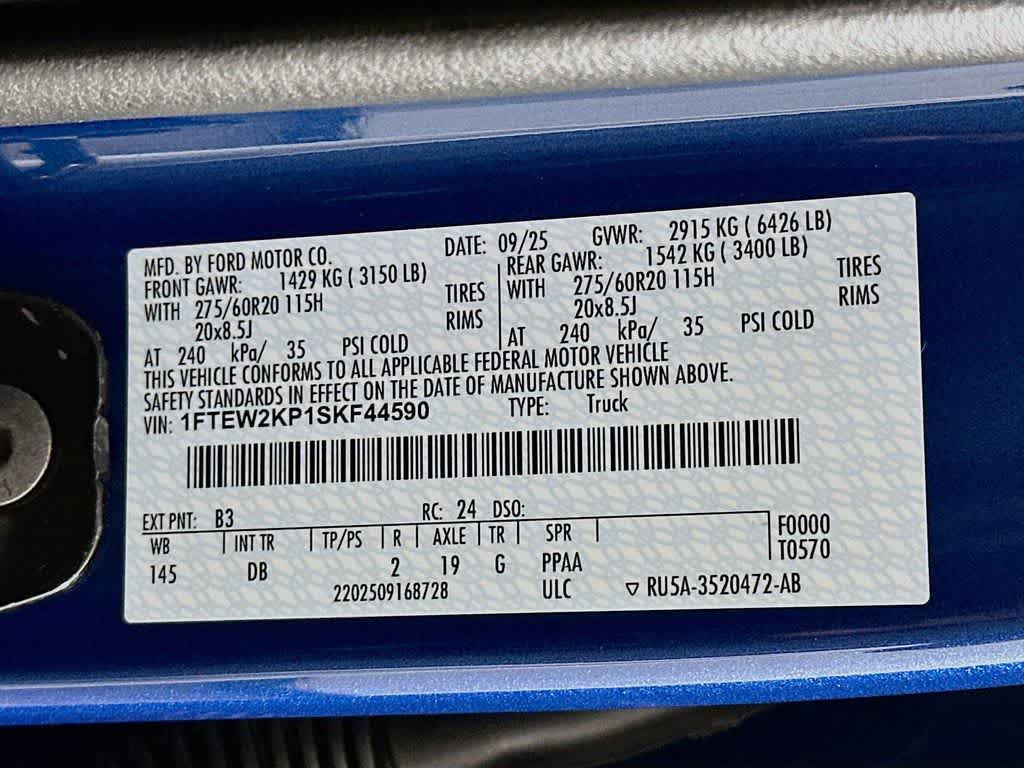 MFD. BY FORD MOTOR CO. DATE: 09/25 GVWR: 2915 KG ( 6426 LB)
FRONT GAWR: 1429 KG ( 3150 LB) REAR GAWR: 1542 KG ( 3400 LB)
WITH 275/60R20 115H TIRES WITH 275/60R20 115H TIRES
20x8.5J RIMS 20x8.5J RIMS
AT 240 kPa/ 35 PSI COLD AT 240 kPa/ 35 PSI COLD
THIS VEHICLE CONFORMS TO ALL APPLICABLE FEDERAL MOTOR VEHICLE
SAFETY STANDARDS IN EFFECT ON THE DATE OF MANUFACTURE SHOWN ABOVE.
VIN: 1FTEW2KP1SKF44590 TYPE: Truck
EXT PNT: B3 RC: 24 DSO:
WB INT TR TP/PS R AXLE TR SPR F0000
145 DB 2 19 G PPAA T0570
2202509168728 ULC ▽ RU5A-3520472-AB